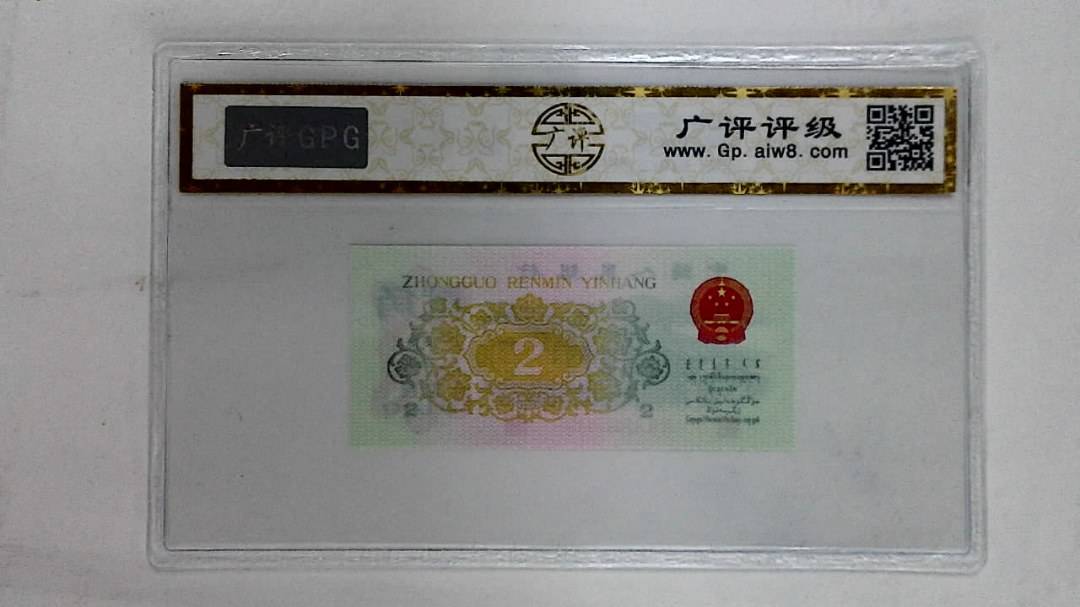 广评GPG
广评
广评评级
www.Gp.aiw8.com
ZHONGGUO RENMIN YINHANG
2
2
2